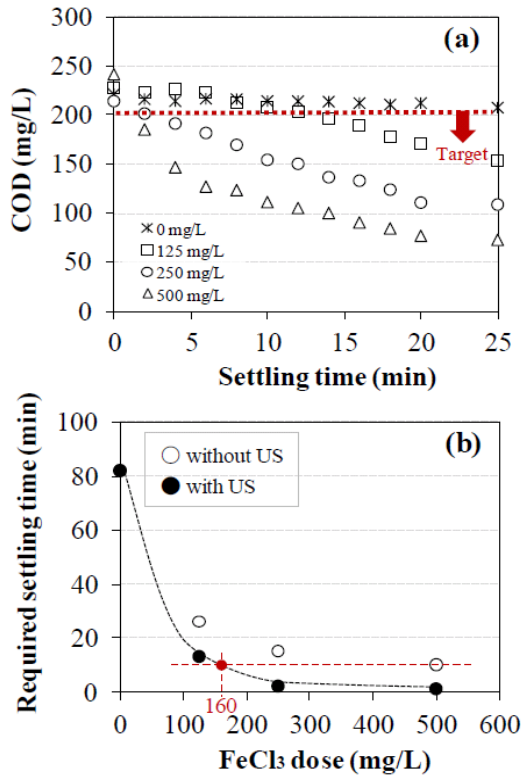 (a)
300
250
200
150
100
50
0
COD (mg/L)
Target
0 mg/L
125 mg/L
250 mg/L
500 mg/L
0 5 10 15 20 25
Settling time (min)
(b)
100
80
60
40
20
0
Required settling time (min)
without US
with US
160
0 100 200 300 400 500 600
FeCl₃ dose (mg/L)